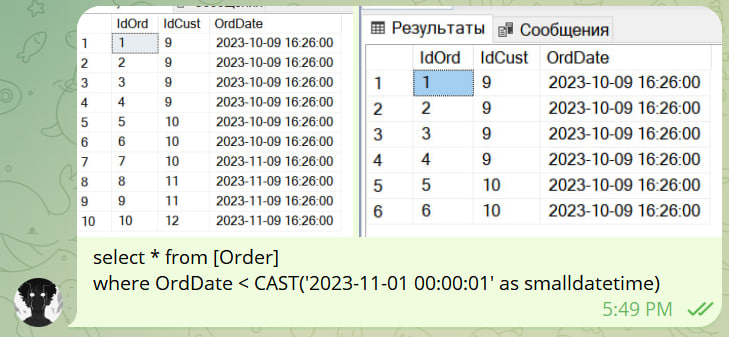 Сообщения
IdOrd IdCust OrdDate
1 1 9 2023-10-09 16:26:00
2 2 9 2023-10-09 16:26:00
3 3 9 2023-10-09 16:26:00
4 4 9 2023-10-09 16:26:00
5 5 10 2023-10-09 16:26:00
6 6 10 2023-10-09 16:26:00
7 7 10 2023-11-09 16:26:00
8 8 11 2023-11-09 16:26:00
9 9 11 2023-11-09 16:26:00
10 10 12 2023-11-09 16:26:00
Результаты Сообщения
IdOrd IdCust OrdDate
1 1 9 2023-10-09 16:26:00
2 2 9 2023-10-09 16:26:00
3 3 9 2023-10-09 16:26:00
4 4 9 2023-10-09 16:26:00
5 5 10 2023-10-09 16:26:00
6 6 10 2023-10-09 16:26:00
select * from [Order]
where OrdDate < CAST('2023-11-01 00:00:01' as smalldatetime)
5:49 PM